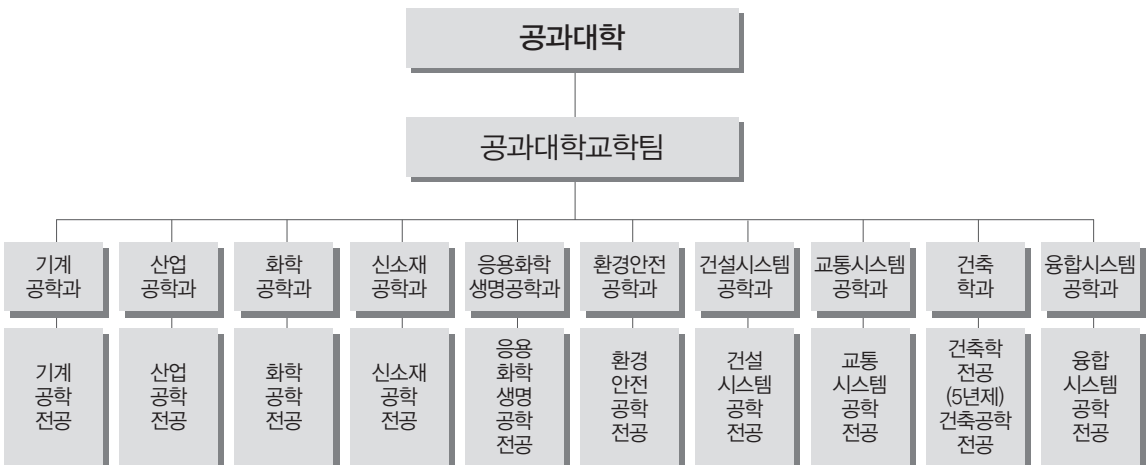 공과대학
공과대학교학팀
기계
공학과
산업
공학과
화학
공학과
신소재
공학과
응용화학
생명공학과
환경안전
공학과
건설시스템
공학과
교통시스템
공학과
건축
학과
융합시스템
공학과
기계
공학
전공
산업
공학
전공
화학
공학
전공
신소재
공학
전공
응용
화학
생명
공학
전공
환경
안전
공학
전공
건설
시스템
공학
전공
교통
시스템
공학
전공
건축학
전공
(5년제)
건축공학
전공
융합
시스템
공학
전공